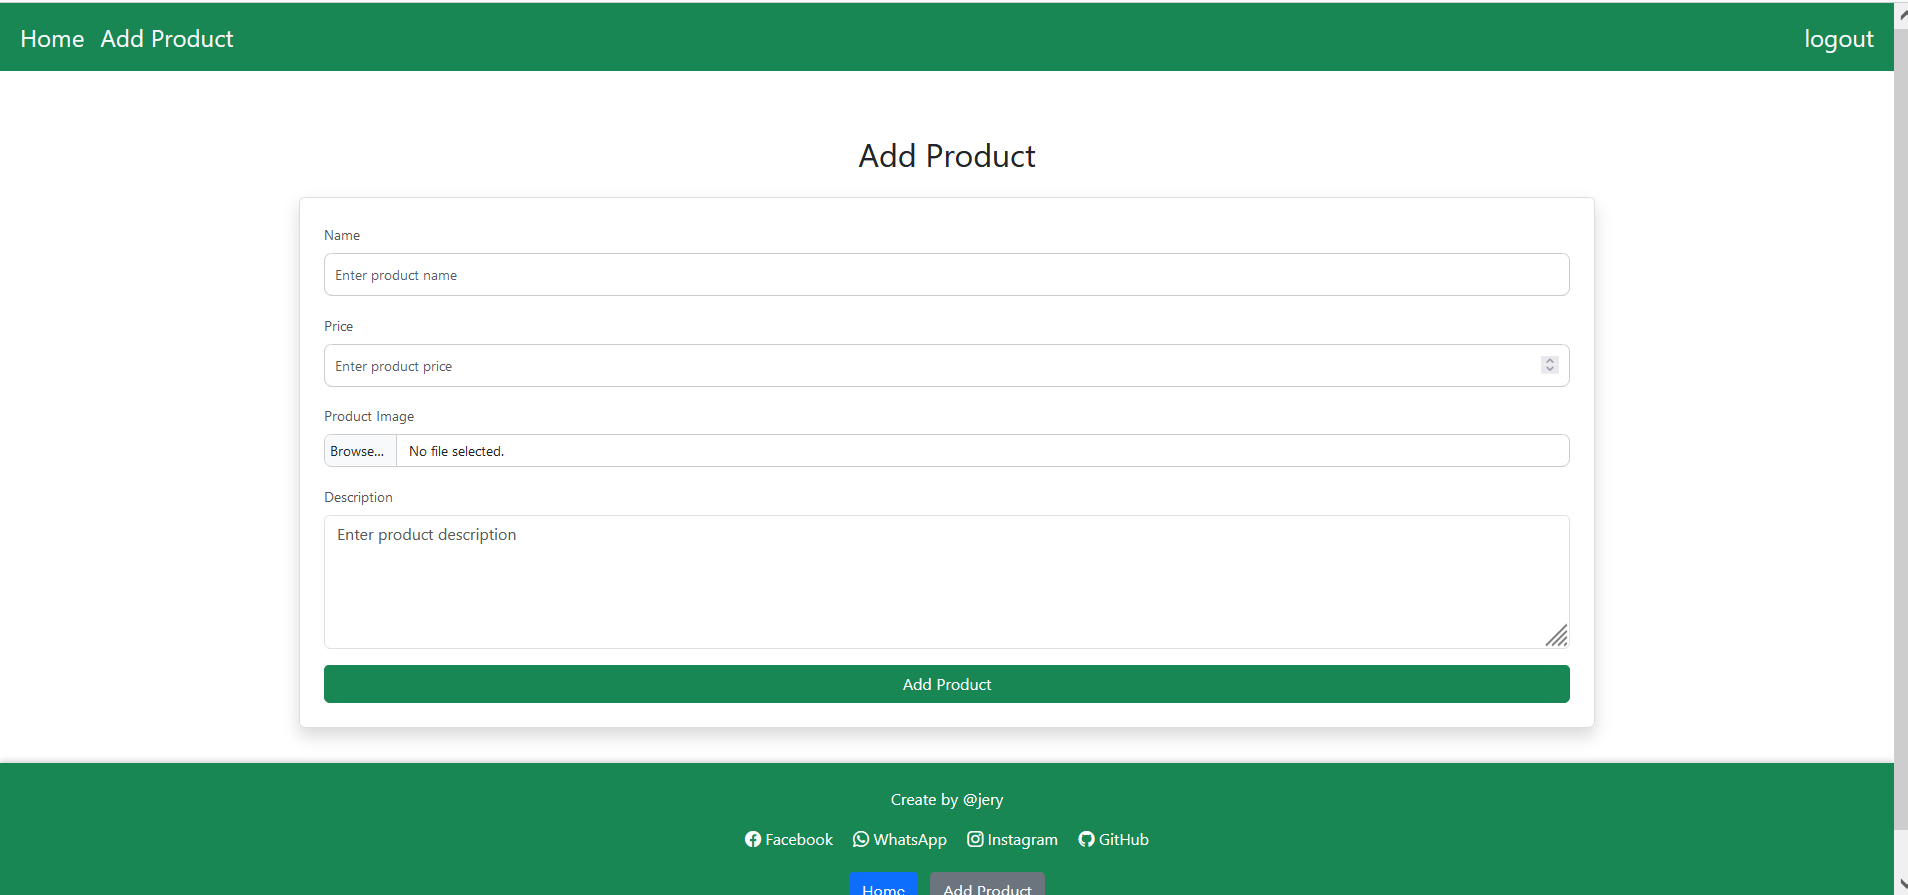 Home Add Product logout
Add Product
Name
Enter product name
Price
Enter product price
Product Image
Browse... No file selected.
Description
Enter product description
Add Product
Create by @jery
Facebook WhatsApp Instagram GitHub
Home Add Product